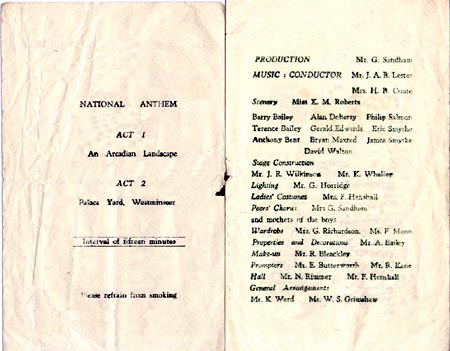 NATIONAL ANTHEM
ACT 1
An Arcadian Landscape
ACT 2
Palace Yard, Westminster
Interval of fifteen minutes
Please refrain from smoking
PRODUCTION Mr. G. Sandham
MUSIC : CONDUCTOR Mr. J. A. B. Lester
Mrs. H. B. Coote
Scenery Miss K. M. Roberts
Barry Bailey Alan Doherty Philip Salmon
Terence Bailey Gerald Edwards Eric Smythe
Anthony Bent Bryan Maxted James Smythe
David Walton
Stage Construction
Mr. J. R. Wilkinson Mr. K. Whalley
Lighting Mr. G. Horridge
Ladies' Costumes Mrs. F. Henshall
Peers' Chorus Mrs G. Sandham
and mothers of the boys
Wardrobe Mrs. G. Richardson, Mrs. F Mann
Properties and Decorations Mr. A. Bailey
Make-up Mr. R. Bleackley
Prompters Mr. E. Butterworth Mr. R. Kane
Hall Mr. N. Rimmer Mr. F. Henshall
General Arrangements
Mr. K. Ward Mr. W. S. Grimshaw